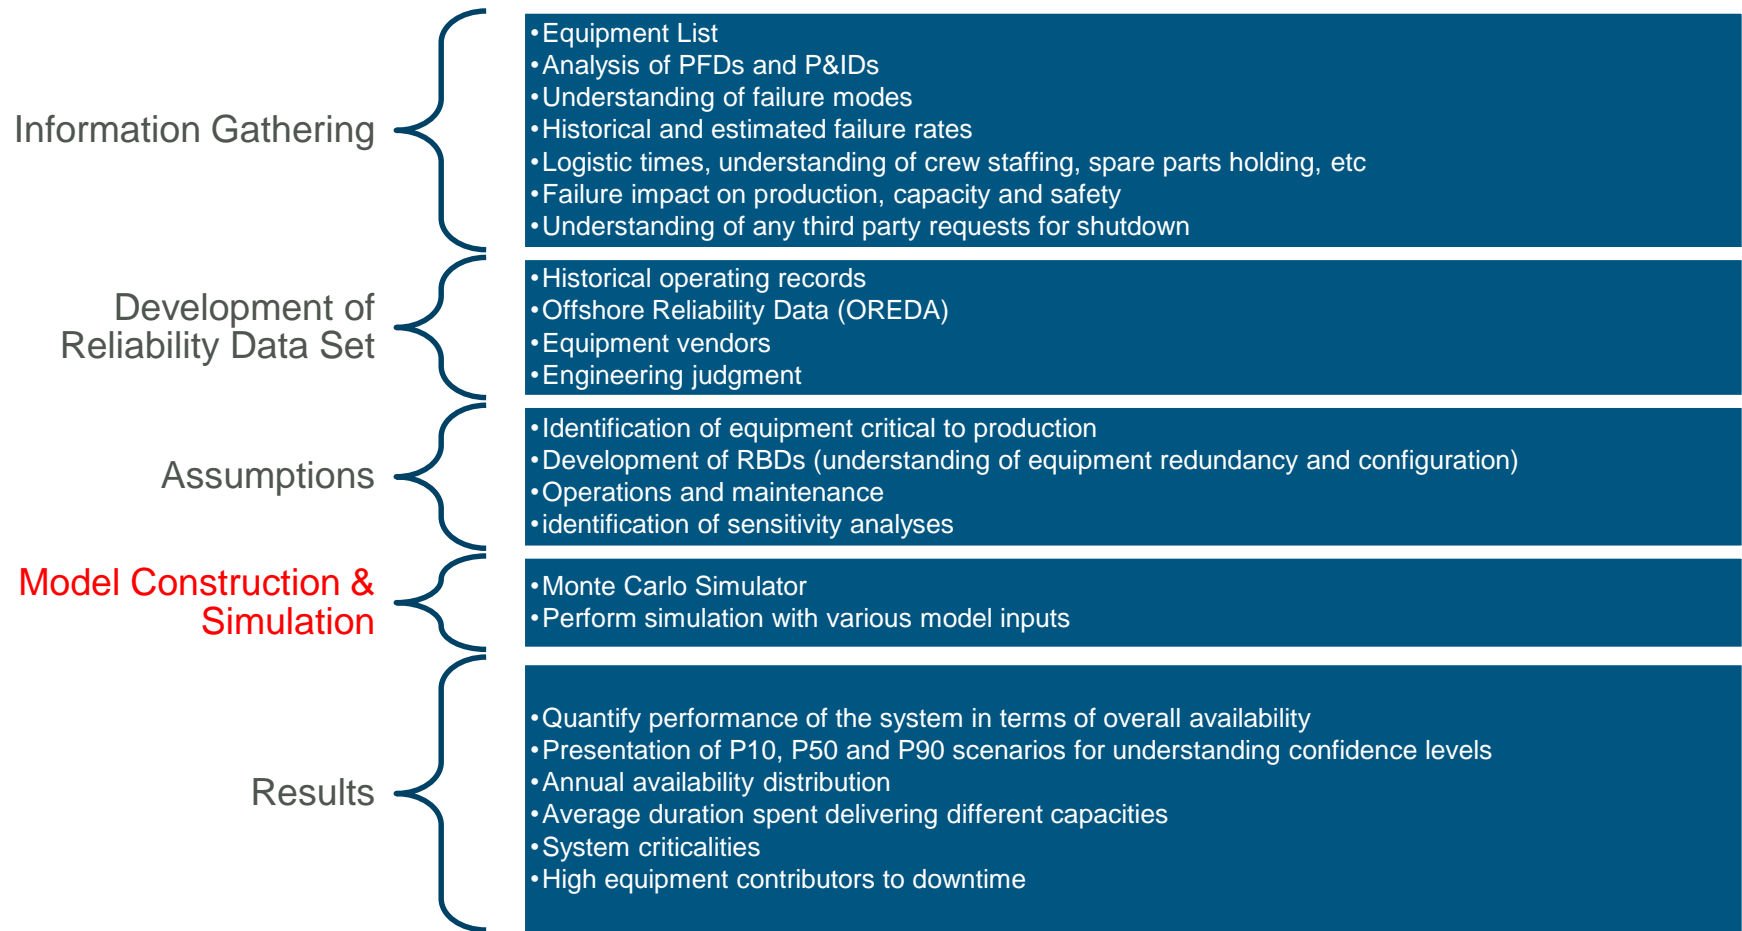 Information Gathering
•Equipment List
•Analysis of PFDs and P&IDs
•Understanding of failure modes
•Historical and estimated failure rates
•Logistic times, understanding of crew staffing, spare parts holding, etc
•Failure impact on production, capacity and safety
•Understanding of any third party requests for shutdown
Development of
Reliability Data Set
•Historical operating records
•Offshore Reliability Data (OREDA)
•Equipment vendors
•Engineering judgment
Assumptions
•Identification of equipment critical to production
•Development of RBDs (understanding of equipment redundancy and configuration)
•Operations and maintenance
•identification of sensitivity analyses
Model Construction &
Simulation
•Monte Carlo Simulator
•Perform simulation with various model inputs
Results
•Quantify performance of the system in terms of overall availability
•Presentation of P10, P50 and P90 scenarios for understanding confidence levels
•Annual availability distribution
•Average duration spent delivering different capacities
•System criticalities
•High equipment contributors to downtime